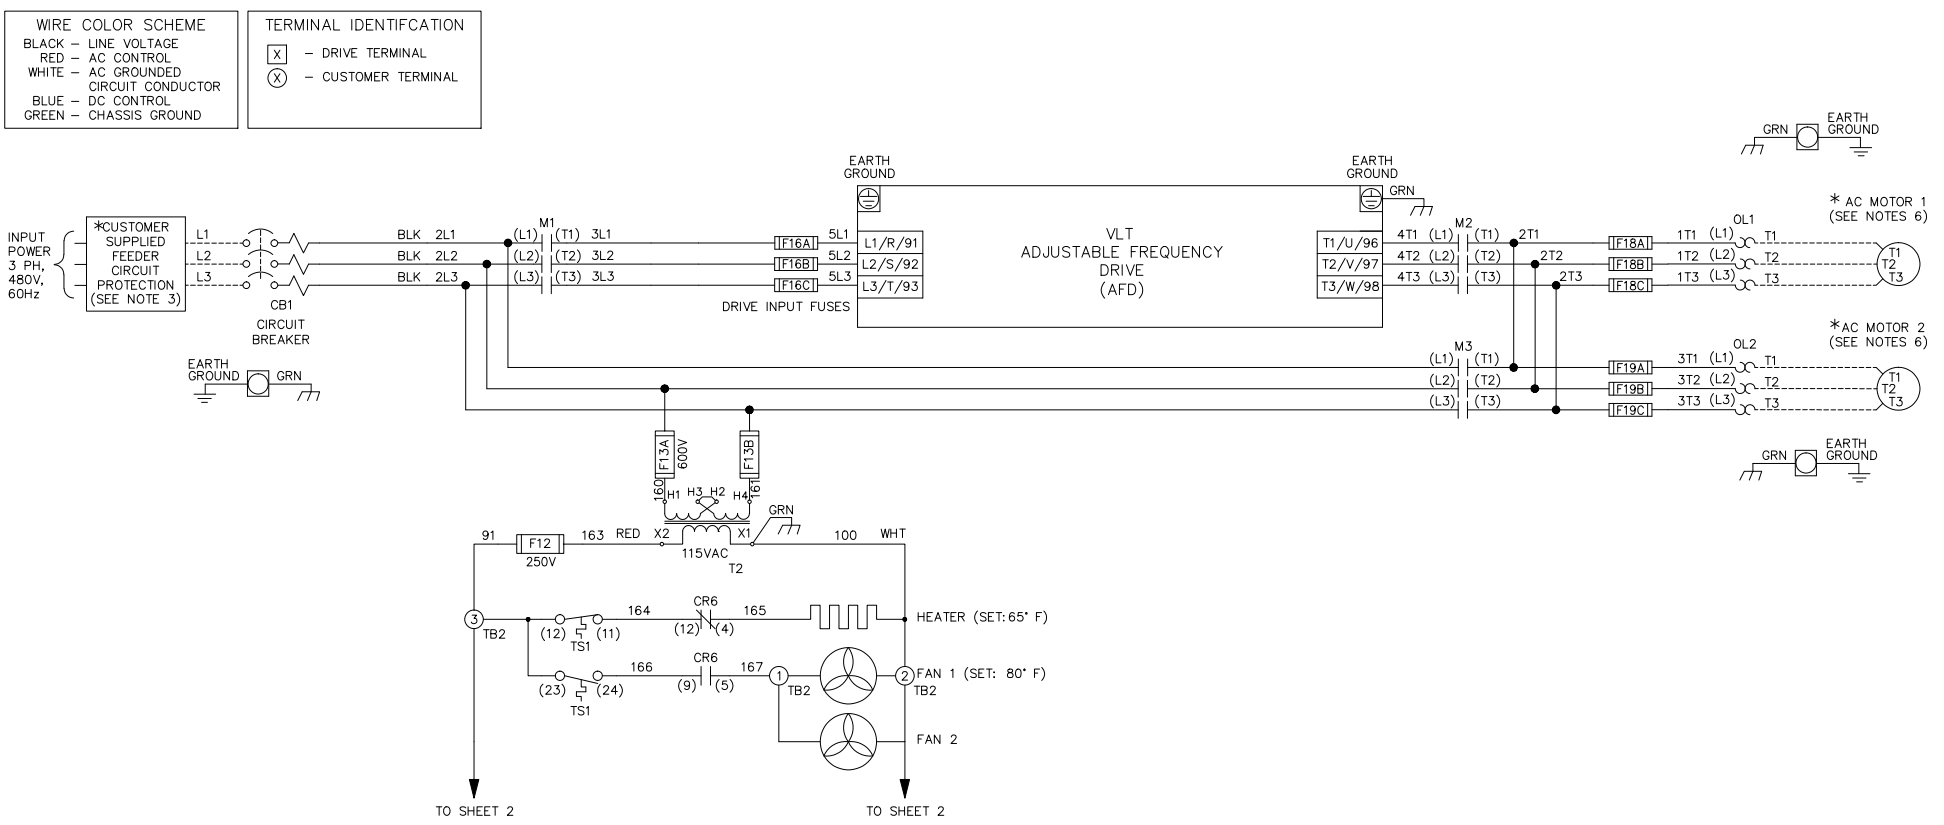 WIRE COLOR SCHEME
BLACK – LINE VOLTAGE
RED – AC CONTROL
WHITE – AC GROUNDED
CIRCUIT CONDUCTOR
BLUE – DC CONTROL
GREEN – CHASSIS GROUND
TERMINAL IDENTIFCATION
X – DRIVE TERMINAL
X – CUSTOMER TERMINAL
GRN
EARTH
GROUND
EARTH
GROUND
EARTH
GROUND
GRN
INPUT
POWER
3 PH,
480V,
60Hz
*CUSTOMER
SUPPLIED
FEEDER
CIRCUIT
PROTECTION
(SEE NOTE 3)
L1
L2
L3
CB1
CIRCUIT
BREAKER
BLK 2L1
BLK 2L2
BLK 2L3
M1
(L1) (T1) 3L1
(L2) (T2) 3L2
(L3) (T3) 3L3
F16A 5L1
F16B 5L2
F16C 5L3
DRIVE INPUT FUSES
L1/R/91
L2/S/92
L3/T/93
VLT
ADJUSTABLE FREQUENCY
DRIVE
(AFD)
T1/U/96
T2/V/97
T3/W/98
M2
4T1 (L1) (T1) 2T1
4T2 (L2) (T2) 2T2
4T3 (L3) (T3) 2T3
OL1
F18A 1T1 (L1) T1
F18B 1T2 (L2) T2
F18C 1T3 (L3) T3
* AC MOTOR 1
(SEE NOTES 6)
T1
T2
T3
M3
(L1) (T1)
(L2) (T2)
(L3) (T3)
OL2
F19A 3T1 (L1) T1
F19B 3T2 (L2) T2
F19C 3T3 (L3) T3
*AC MOTOR 2
(SEE NOTES 6)
T1
T2
T3
EARTH
GROUND GRN
GRN
EARTH
GROUND
F13A
600V
F13B
160
161
H1 H3 H2 H4
GRN
91 F12 163 RED X2 X1 100 WHT
250V
115VAC
T2
3
TB2
(12) (11)
TS1
164
CR6
(12) (4)
165
HEATER (SET:65° F)
(23) (24)
TS1
166
CR6
(9) (5)
167
1
TB2
2
TB2
FAN 1 (SET: 80° F)
FAN 2
TO SHEET 2
TO SHEET 2